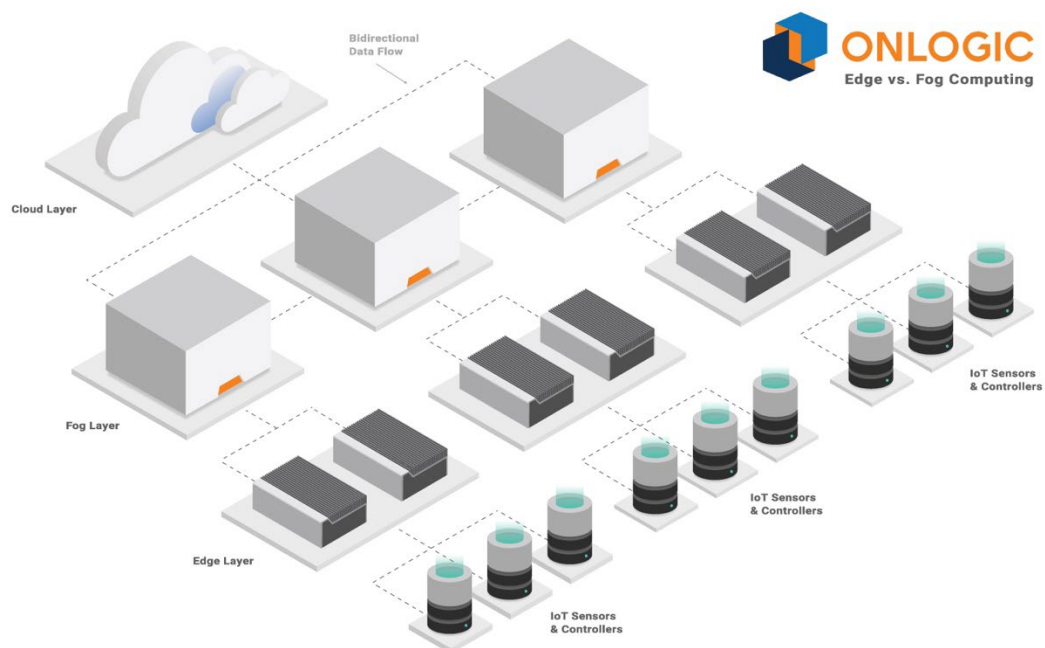 Bidirectional
Data Flow
ONLOGIC
Edge vs. Fog Computing
Cloud Layer
IoT Sensors
& Controllers
Fog Layer
IoT Sensors
& Controllers
Edge Layer
IoT Sensors
& Controllers